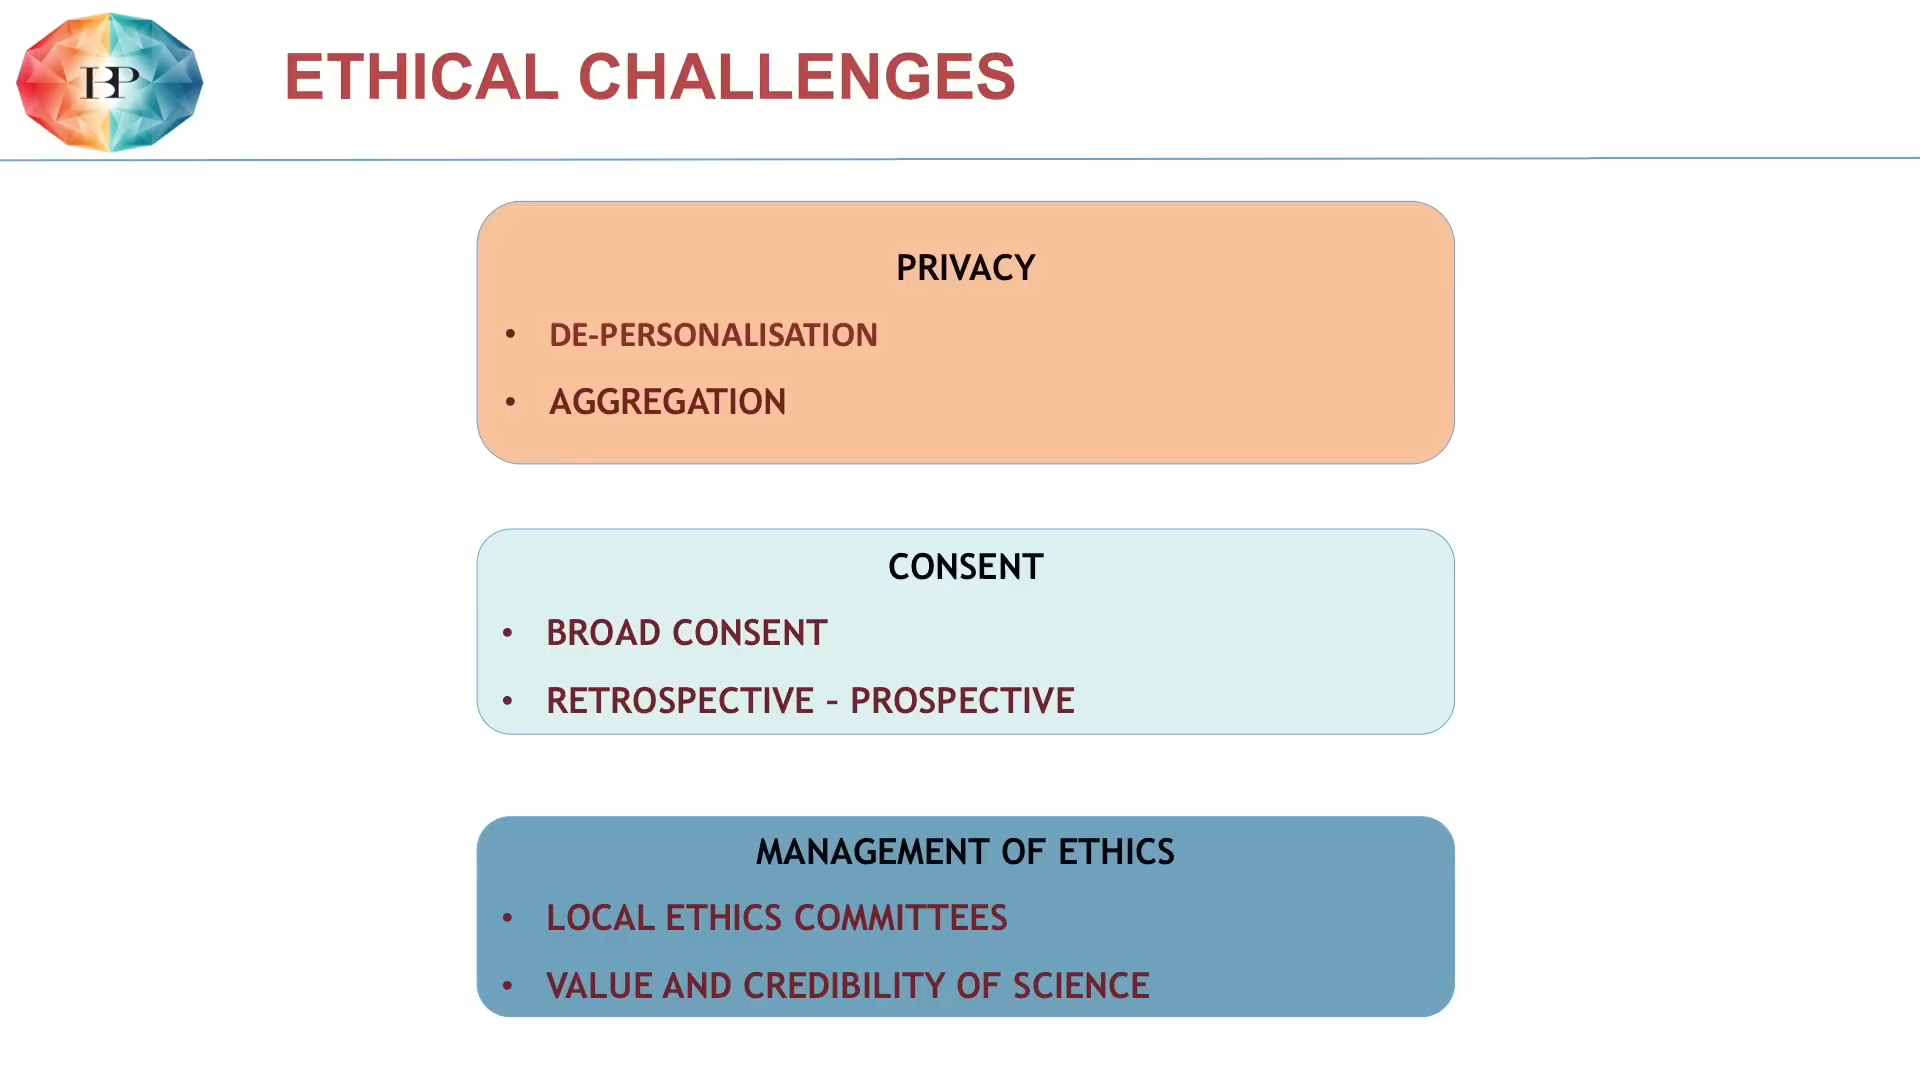 HBP
ETHICAL CHALLENGES
PRIVACY
• DE-PERSONALISATION
• AGGREGATION
CONSENT
• BROAD CONSENT
• RETROSPECTIVE – PROSPECTIVE
MANAGEMENT OF ETHICS
• LOCAL ETHICS COMMITTEES
• VALUE AND CREDIBILITY OF SCIENCE